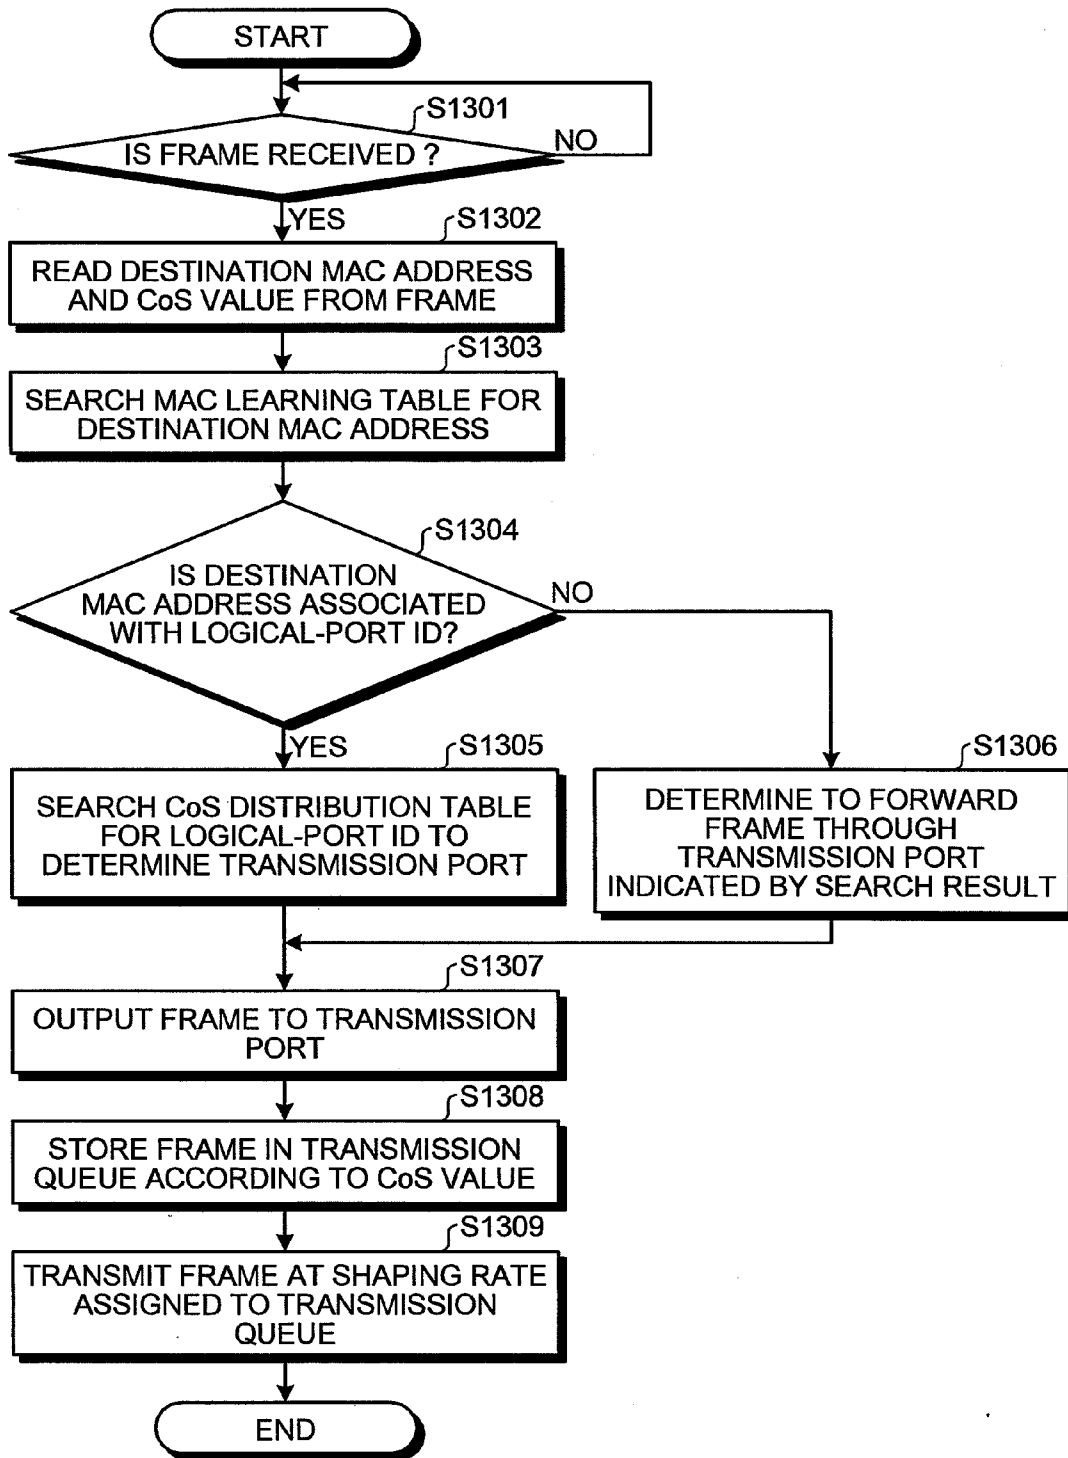 START
S1301
IS FRAME RECEIVED ?
NO
YES
S1302
READ DESTINATION MAC ADDRESS
AND CoS VALUE FROM FRAME
S1303
SEARCH MAC LEARNING TABLE FOR
DESTINATION MAC ADDRESS
S1304
IS DESTINATION
MAC ADDRESS ASSOCIATED
WITH LOGICAL-PORT ID?
NO
YES
S1305
SEARCH CoS DISTRIBUTION TABLE
FOR LOGICAL-PORT ID TO
DETERMINE TRANSMISSION PORT
S1306
DETERMINE TO FORWARD
FRAME THROUGH
TRANSMISSION PORT
INDICATED BY SEARCH RESULT
S1307
OUTPUT FRAME TO TRANSMISSION
PORT
S1308
STORE FRAME IN TRANSMISSION
QUEUE ACCORDING TO CoS VALUE
S1309
TRANSMIT FRAME AT SHAPING RATE
ASSIGNED TO TRANSMISSION
QUEUE
END